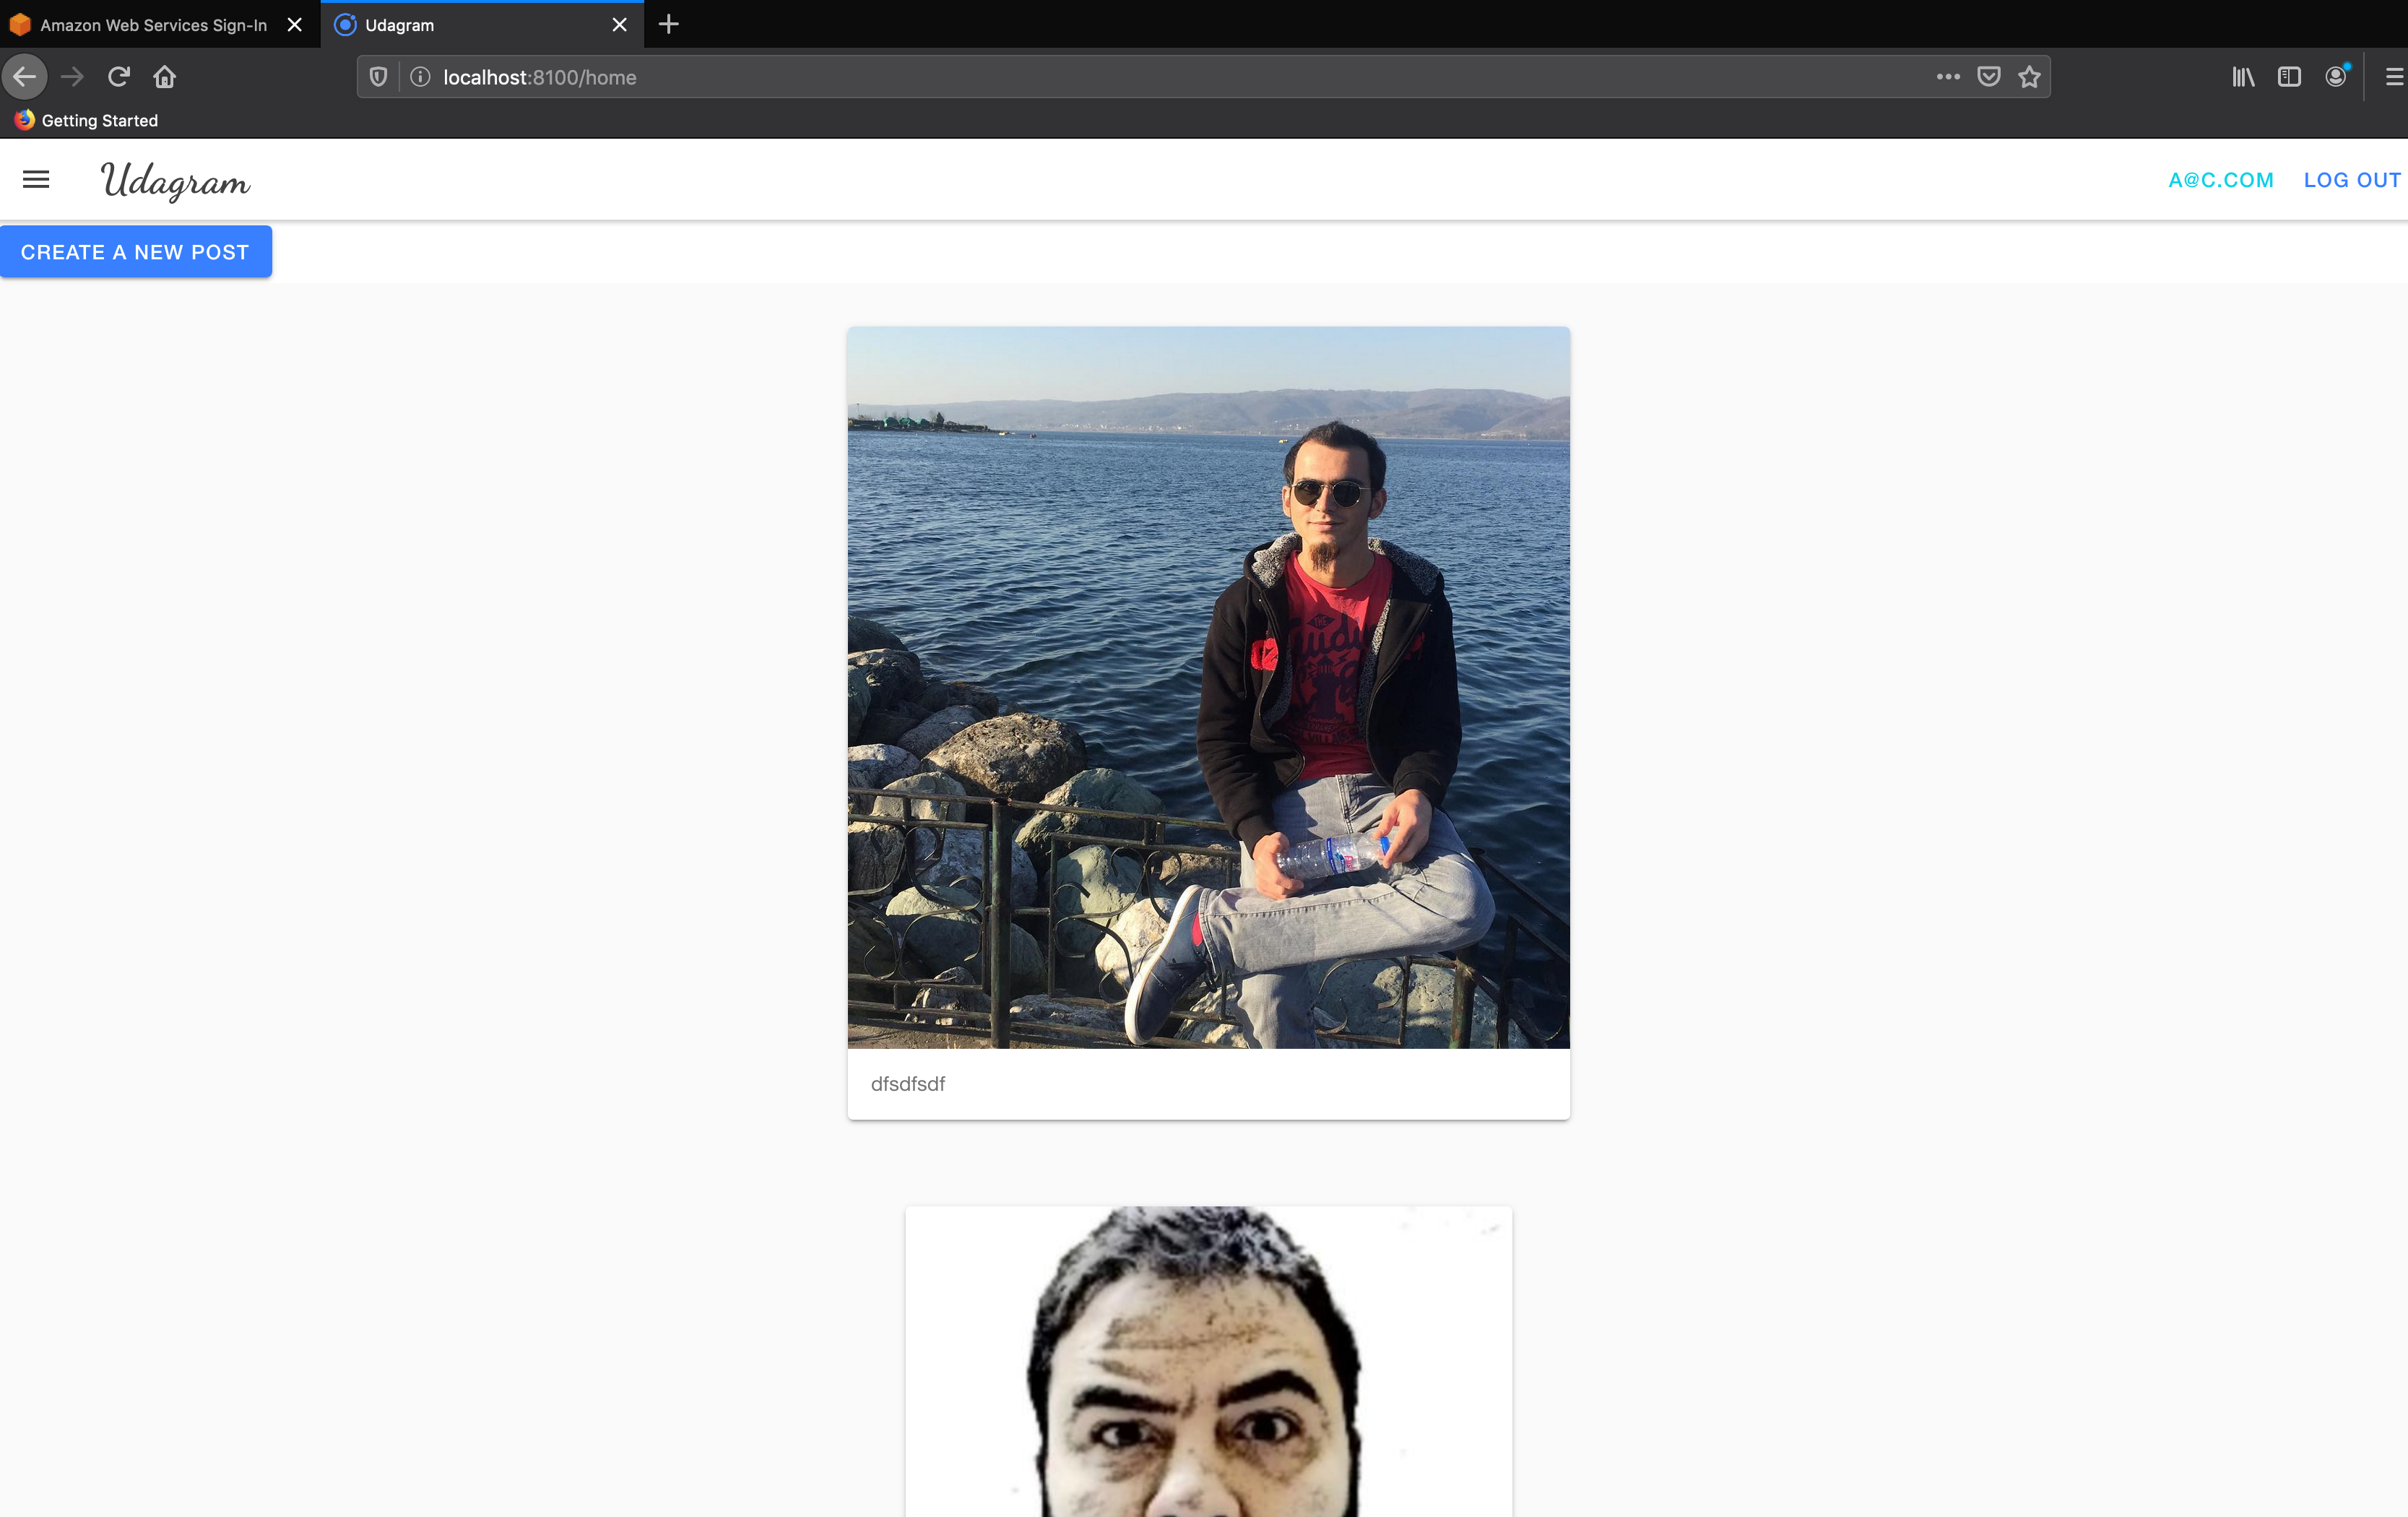 Amazon Web Services Sign-In
Udagram
localhost:8100/home
Getting Started
Udagram
A@C.COM
LOG OUT
CREATE A NEW POST
THE
dfsdfsdf